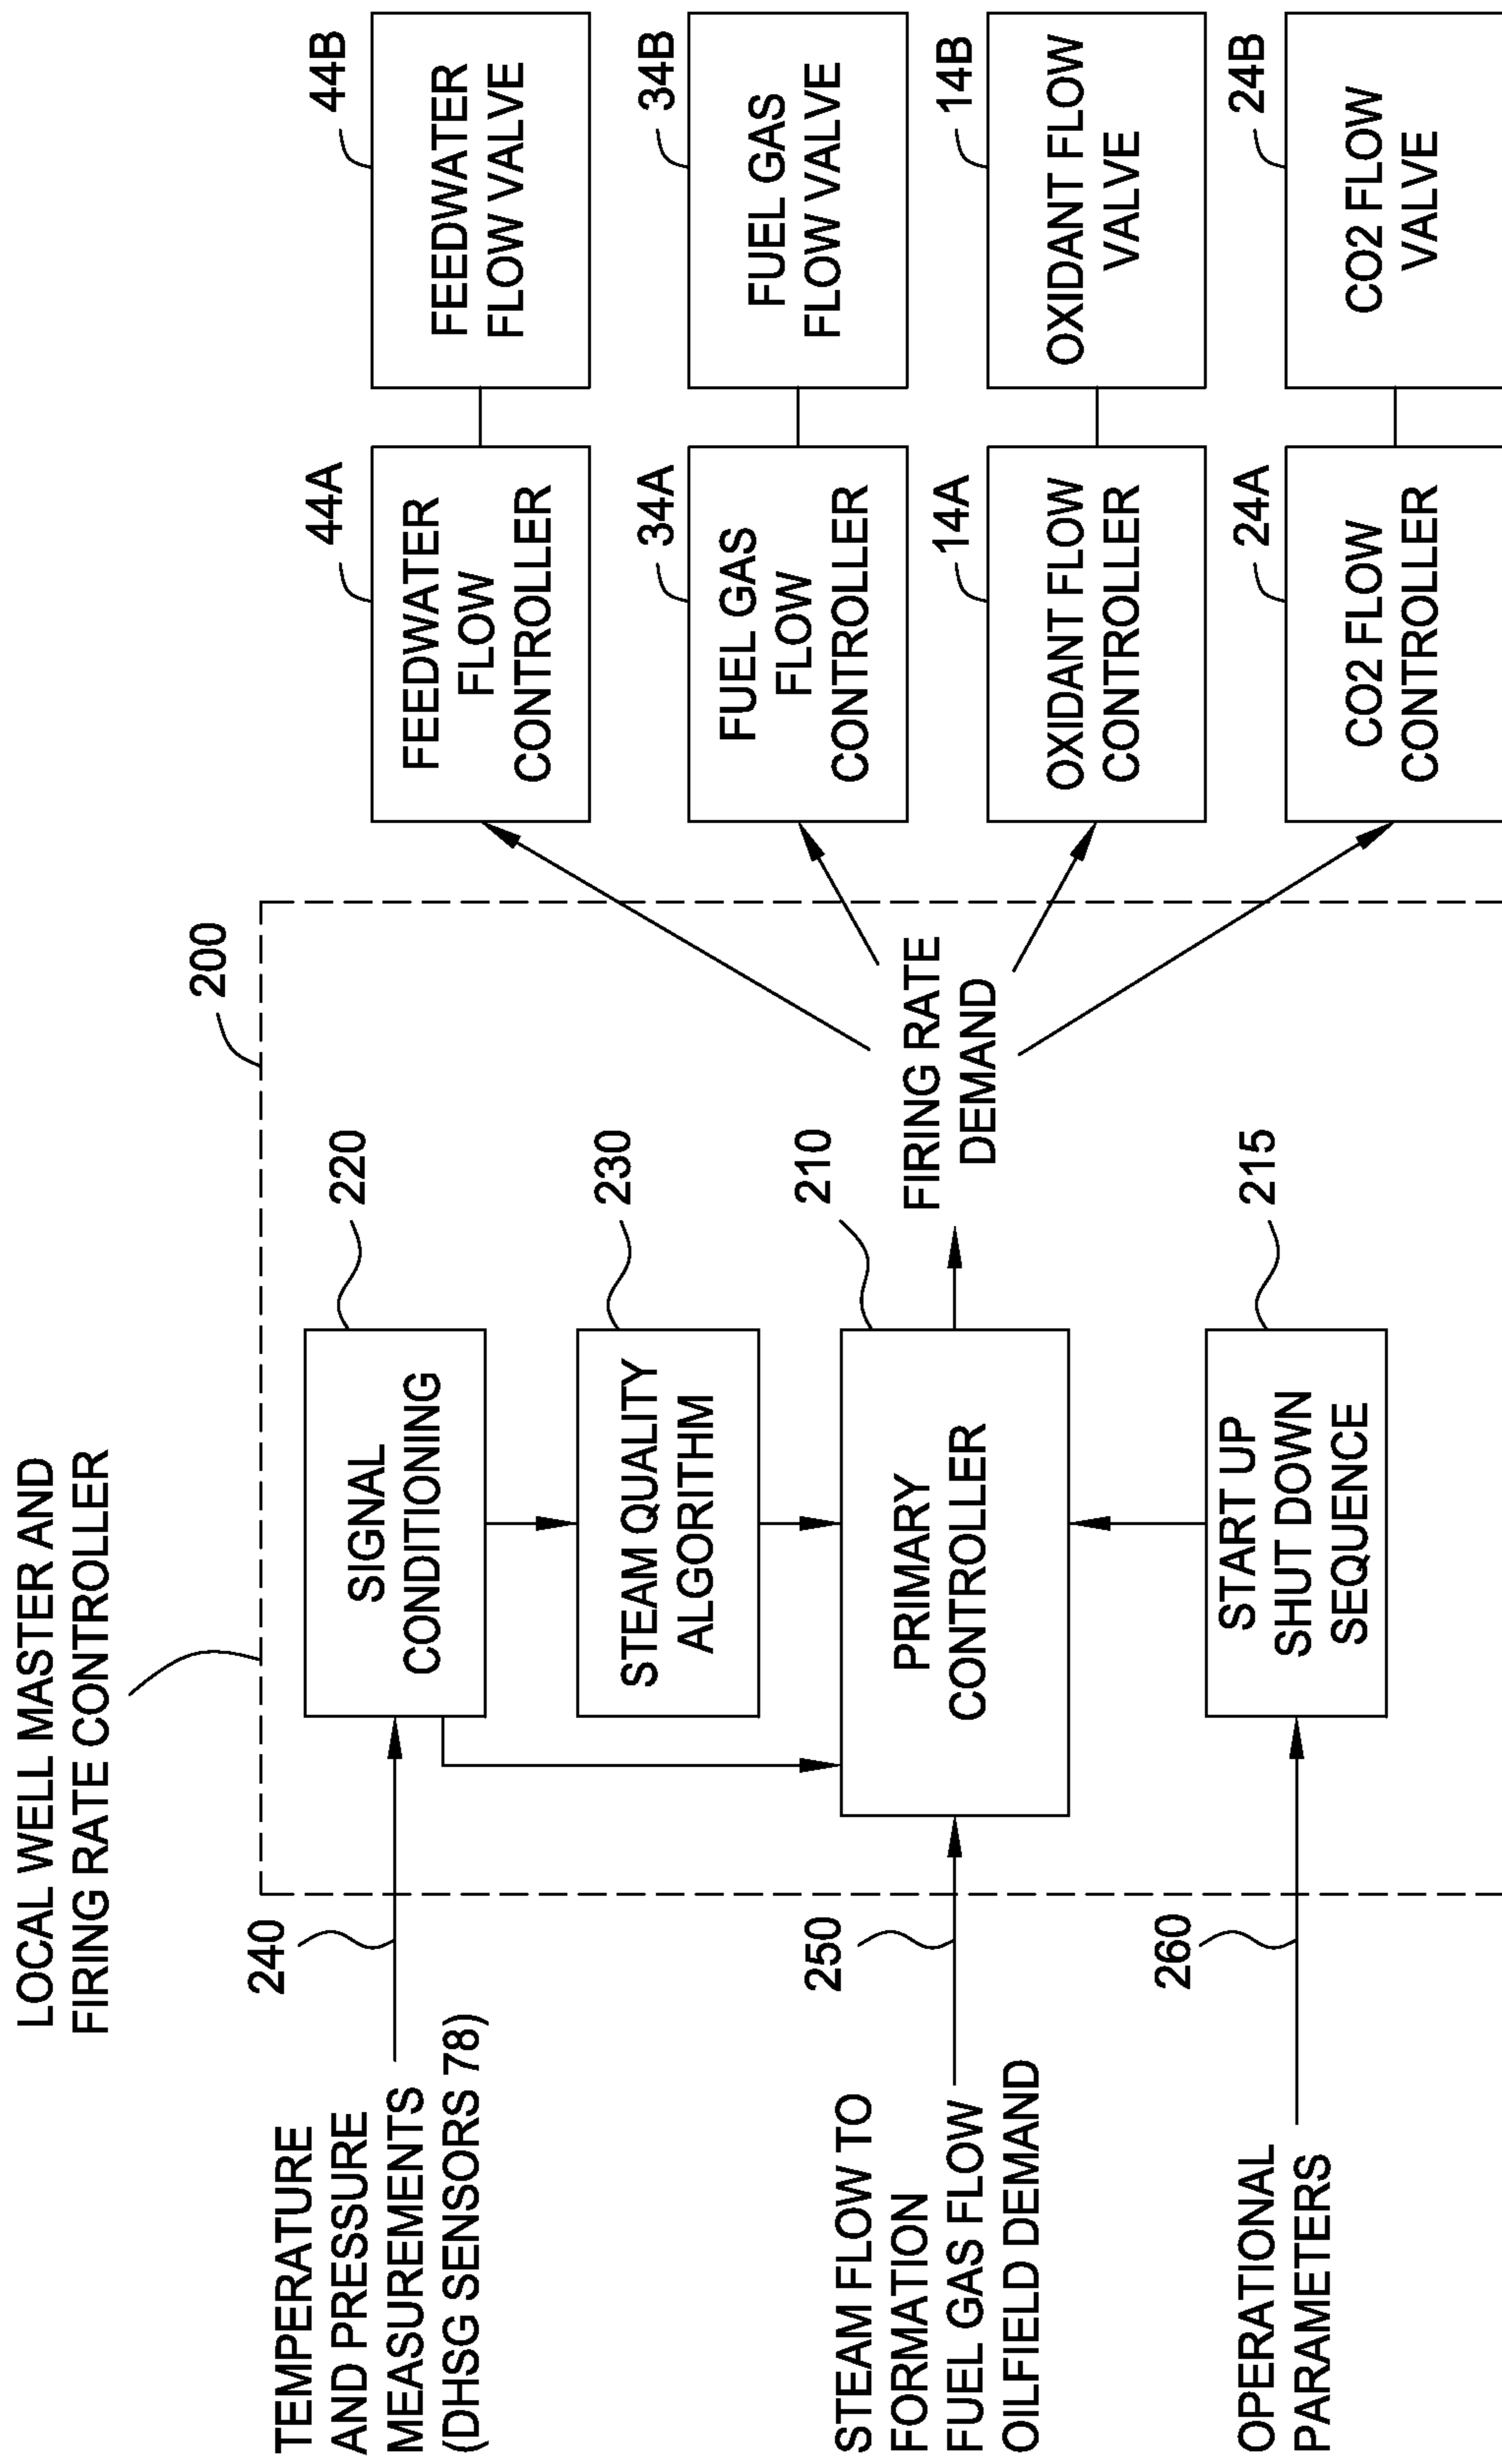 LOCAL WELL MASTER AND
FIRING RATE CONTROLLER
200
TEMPERATURE
AND PRESSURE
MEASUREMENTS
(DHSG SENSORS 78)
240
SIGNAL
CONDITIONING
220
STEAM QUALITY
ALGORITHM
230
STEAM FLOW TO
FORMATION
FUEL GAS FLOW
OILFIELD DEMAND
250
PRIMARY
CONTROLLER
210
FIRING RATE
DEMAND
OPERATIONAL
PARAMETERS
260
START UP
SHUT DOWN
SEQUENCE
215
FEEDWATER
FLOW
CONTROLLER
44A
FEEDWATER
FLOW VALVE
44B
FUEL GAS
FLOW
CONTROLLER
34A
FUEL GAS
FLOW VALVE
34B
OXIDANT FLOW
CONTROLLER
14A
OXIDANT FLOW
VALVE
14B
CO2 FLOW
CONTROLLER
24A
CO2 FLOW
VALVE
24B